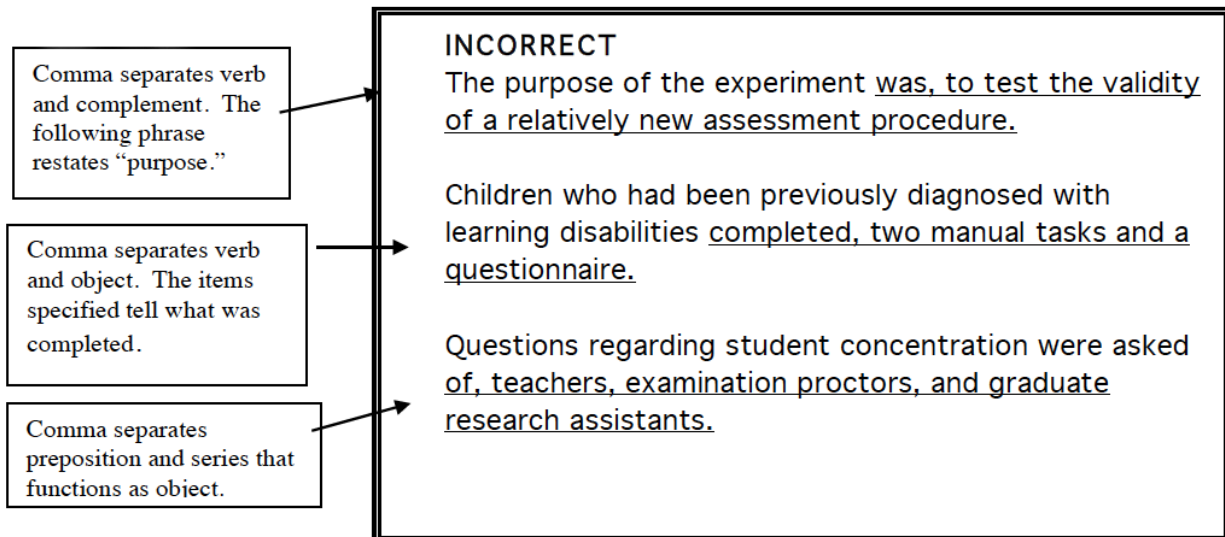 Comma separates verb
and complement.  The
following phrase
restates “purpose.”
Comma separates verb
and object.  The items
specified tell what was
completed.
Comma separates
preposition and series that
functions as object.
INCORRECT
The purpose of the experiment was, to test the validity
of a relatively new assessment procedure.
Children who had been previously diagnosed with
learning disabilities completed, two manual tasks and a
questionnaire.
Questions regarding student concentration were asked
of, teachers, examination proctors, and graduate
research assistants.